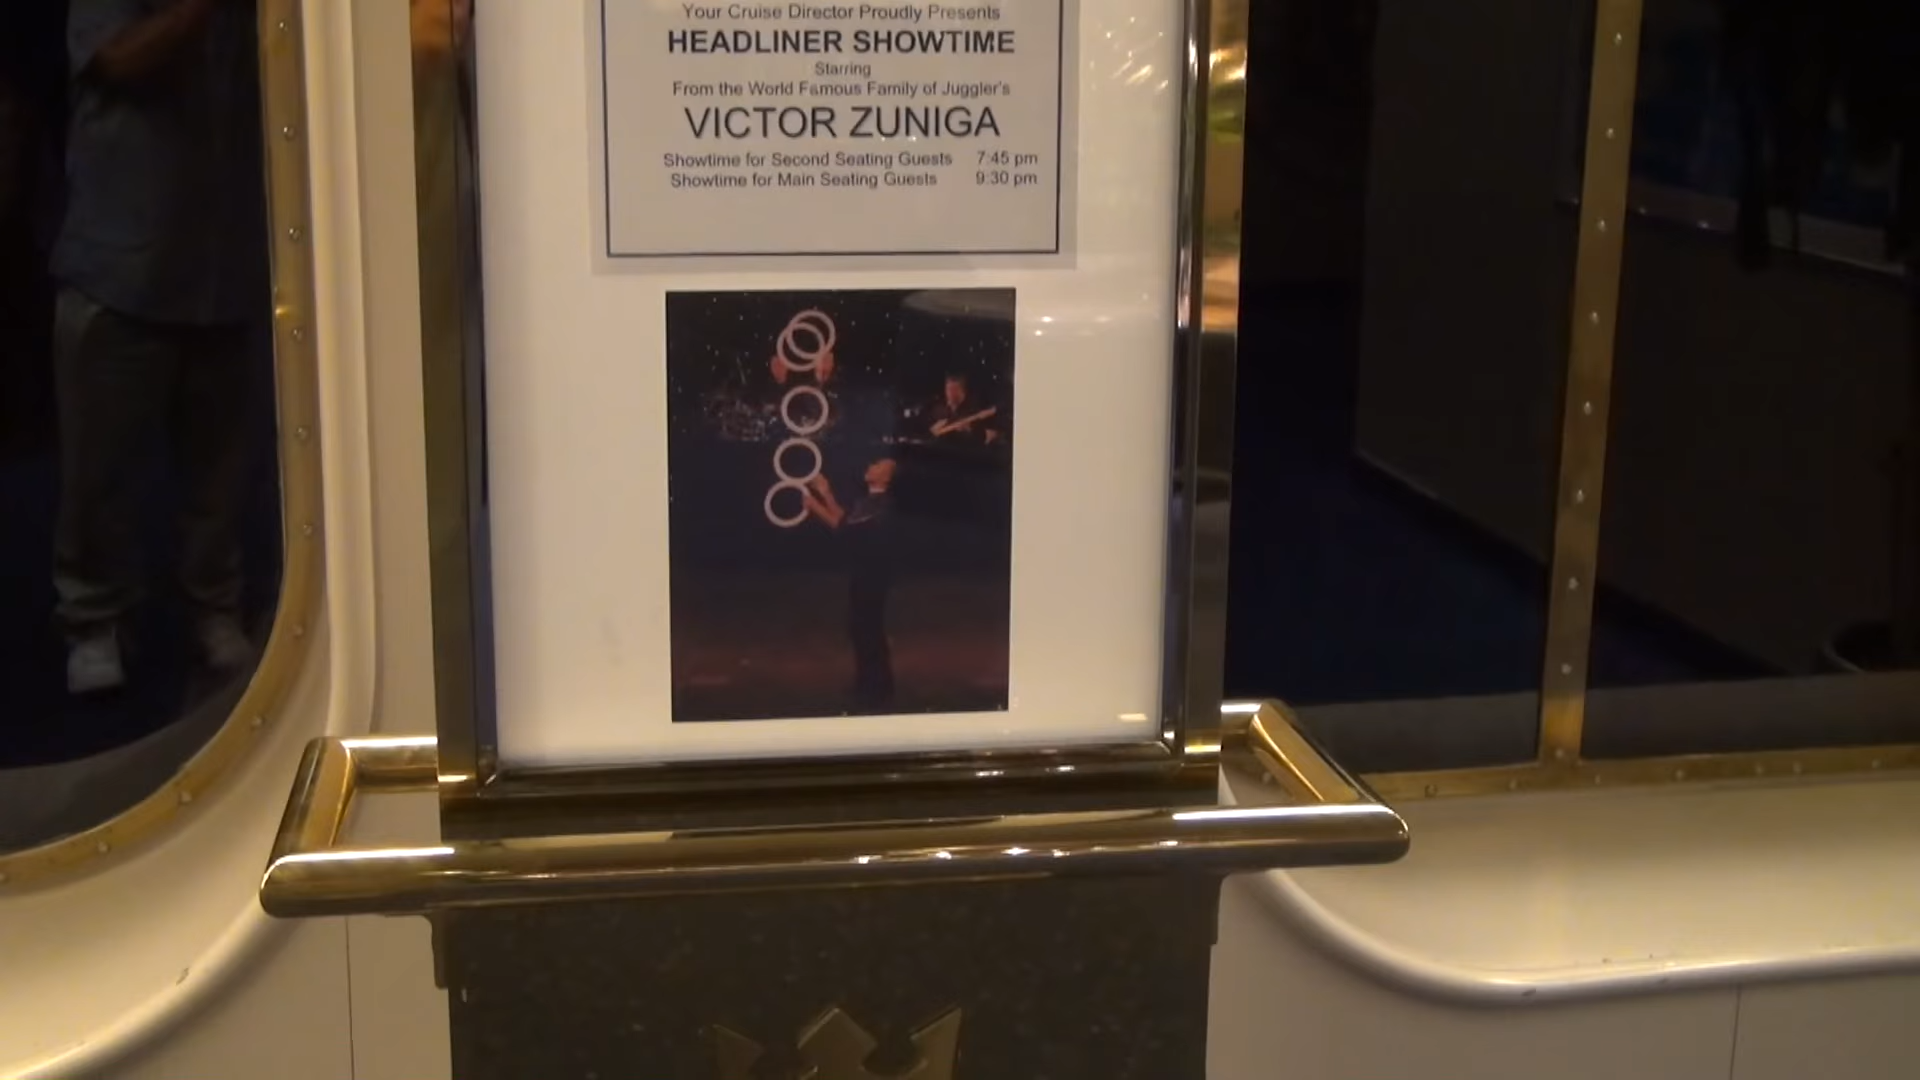 Your Cruise Director Proudly Presents
HEADLINER SHOWTIME
Starring
From the World Famous Family of Juggler's
VICTOR ZUNIGA
Showtime for Second Seating Guests 7:45 pm
Showtime for Main Seating Guests 9:30 pm